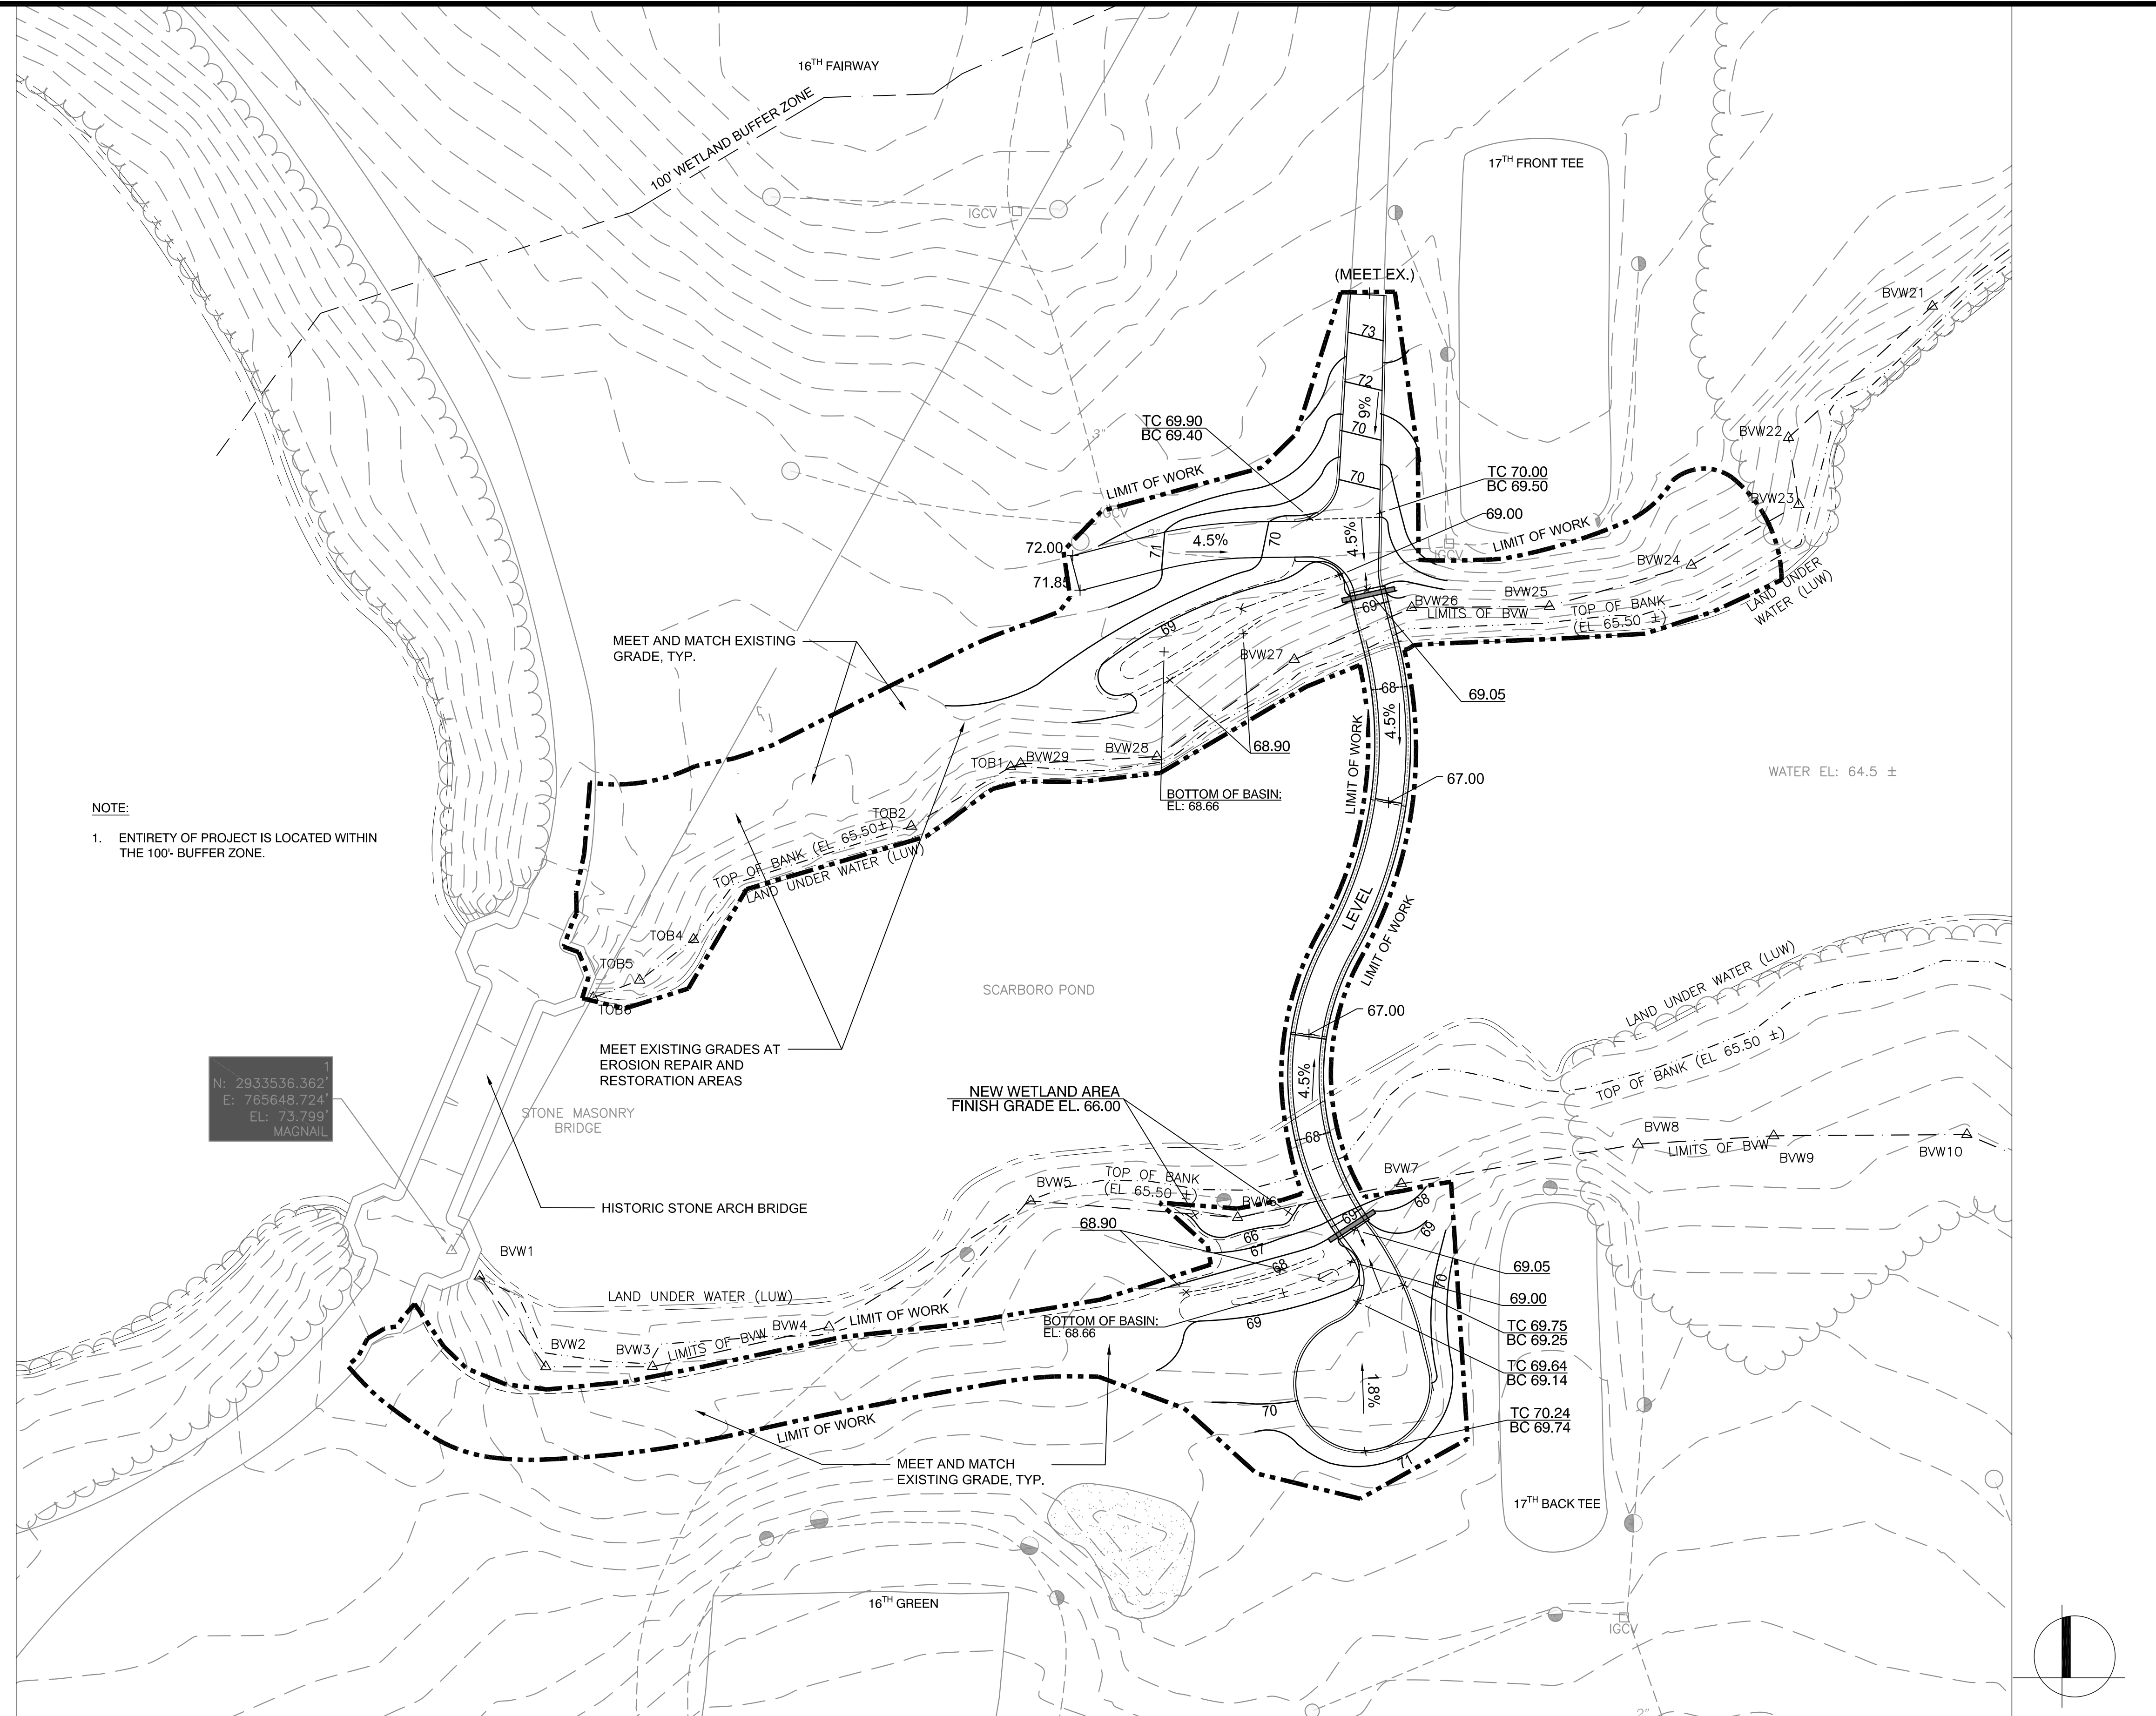 16TH FAIRWAY
100' WETLAND BUFFER ZONE
17TH FRONT TEE
IGCV
(MEET EX.)
BVW21
73
72
9%
70
TC 69.90
BC 69.40
3"
BVW22
70
LIMIT OF WORK
TC 70.00
BC 69.50
BVW23
IGCV
69.00
2"
LIMIT OF WORK
72.00
71
4.5%
70
4.5%
IGCV
BVW24
71.85
LAND UNDER
WATER (LUW)
BVW25
BVW26
LIMITS OF BVW
TOP OF BANK
(EL 65.50 ±)
69
69
MEET AND MATCH EXISTING
GRADE, TYP.
BVW27
68
69.05
4.5%
LIMIT OF WORK
68.90
BVW28
TOB1
BVW29
WATER EL: 64.5 ±
67.00
BOTTOM OF BASIN:
EL: 68.66
NOTE:
1. ENTIRETY OF PROJECT IS LOCATED WITHIN
THE 100'- BUFFER ZONE.
TOB2
TOP OF BANK (EL 65.50±)
LAND UNDER WATER (LUW)
LEVEL
LIMIT OF WORK
TOB4
TOB5
TOB6
SCARBORO POND
LAND UNDER WATER (LUW)
67.00
MEET EXISTING GRADES AT
EROSION REPAIR AND
RESTORATION AREAS
TOP OF BANK (EL 65.50 ±)
1
N: 2933536.362'
E: 765648.724'
EL: 73.799'
MAGNAIL
STONE MASONRY
BRIDGE
NEW WETLAND AREA
FINISH GRADE EL. 66.00
4.5%
68
BVW8
LIMITS OF BVW
BVW9
BVW10
BVW5
TOP OF BANK
(EL 65.50 ±)
BVW7
BVW6
HISTORIC STONE ARCH BRIDGE
68.90
66
67
68
69
68
69
BVW1
69.05
70
LAND UNDER WATER (LUW)
69.00
LIMIT OF WORK
BOTTOM OF BASIN:
EL: 68.66
69
TC 69.75
BC 69.25
BVW2
BVW3
LIMITS OF BVW
BVW4
TC 69.64
BC 69.14
1.8%
70
TC 70.24
BC 69.74
LIMIT OF WORK
71
MEET AND MATCH
EXISTING GRADE, TYP.
17TH BACK TEE
16TH GREEN
IGCV
2"